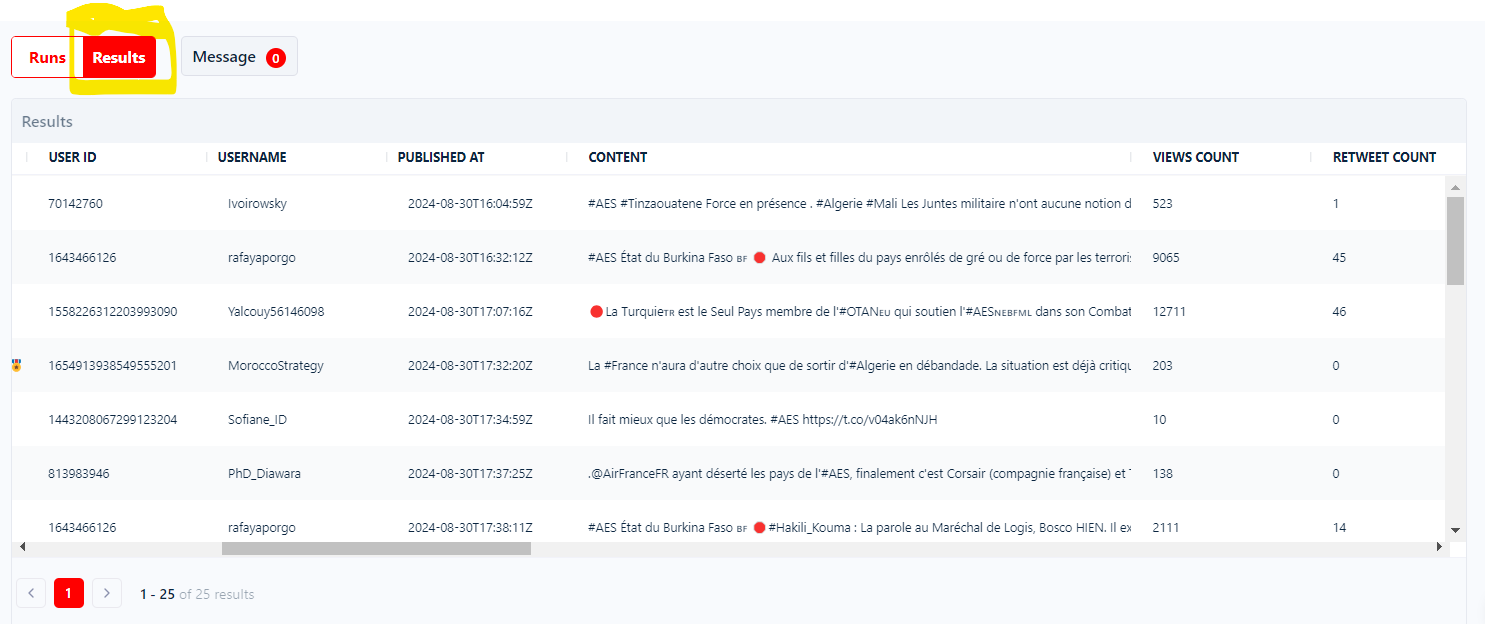 Runs Results Message 0
Results
USER ID USERNAME PUBLISHED AT CONTENT VIEWS COUNT RETWEET COUNT
70142760 Ivoirowsky 2024-08-30T16:04:59Z #AES #Tinzaouatene Force en présence . #Algerie #Mali Les Juntes militaire n'ont aucune notion d 523 1
1643466126 rafayaporgo 2024-08-30T16:32:12Z #AES État du Burkina Faso BF 🔴 Aux fils et filles du pays enrôlés de gré ou de force par les terroris 9065 45
1558226312203993090 Yalcouy56146098 2024-08-30T17:07:16Z 🔴La Turquie🇹🇷 est le Seul Pays membre de l'#OTAN🇪🇺 qui soutien l'#AES🇳🇪🇧🇫🇲🇱 dans son Combat 12711 46
1654913938549555201 MoroccoStrategy 2024-08-30T17:32:20Z La #France n'aura d'autre choix que de sortir d'#Algerie en débandade. La situation est déjà critiqu 203 0
1443208067299123204 Sofiane_ID 2024-08-30T17:34:59Z Il fait mieux que les démocrates. #AES https://t.co/v04ak6nNJH 10 0
813983946 PhD_Diawara 2024-08-30T17:37:25Z .@AirFranceFR ayant déserté les pays de l'#AES, finalement c'est Corsair (compagnie française) et 138 0
1643466126 rafayaporgo 2024-08-30T17:38:11Z #AES État du Burkina Faso BF 🔴 #Hakili_Kouma : La parole au Maréchal de Logis, Bosco HIEN. Il ex 2111 14
1 1 - 25 of 25 results